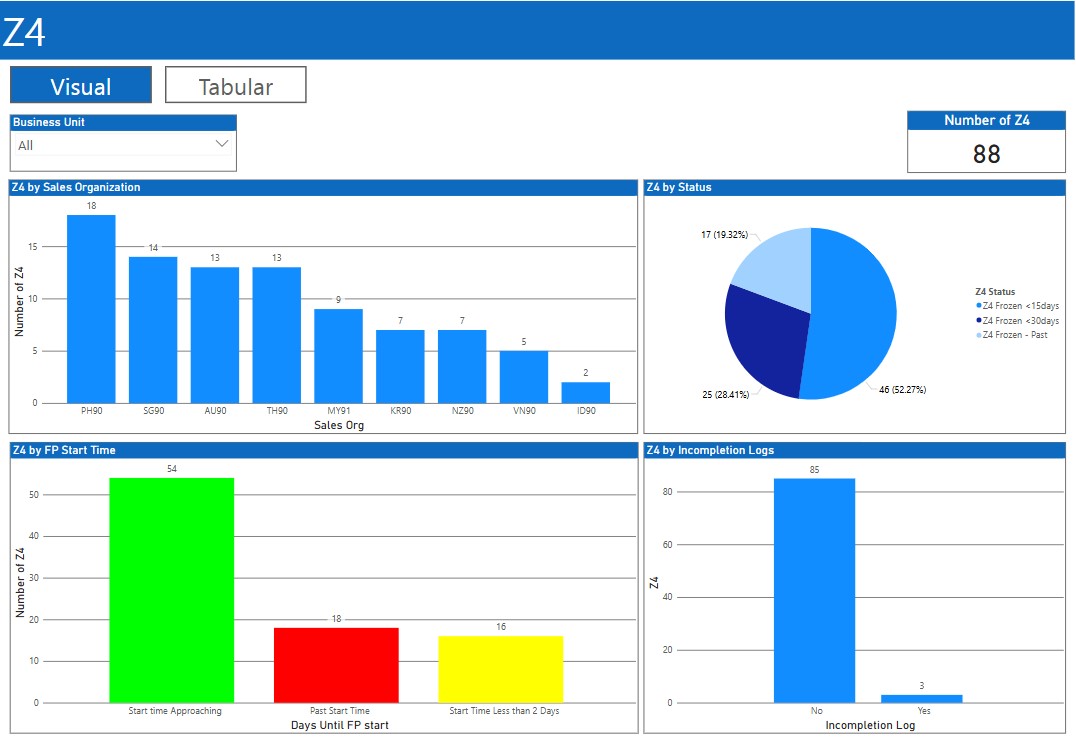 Z4
Visual
Tabular
Business Unit
All
Number of Z4
88
Z4 by Sales Organization
18
14
13
13
9
7
7
5
2
15
10
5
0
Number of Z4
PH90 SG90 AU90 TH90 MY91 KR90 NZ90 VN90 ID90
Sales Org
Z4 by Status
17 (19.32%)
25 (28.41%)
46 (52.27%)
Z4 Status
Z4 Frozen <15days
Z4 Frozen <30days
Z4 Frozen - Past
Z4 by FP Start Time
54
18
16
50
40
30
20
10
0
Number of Z4
Start time Approaching Past Start Time Start Time Less than 2 Days
Days Until FP start
Z4 by Incompletion Logs
85
3
80
60
40
20
0
Z4
No Yes
Incompletion Log